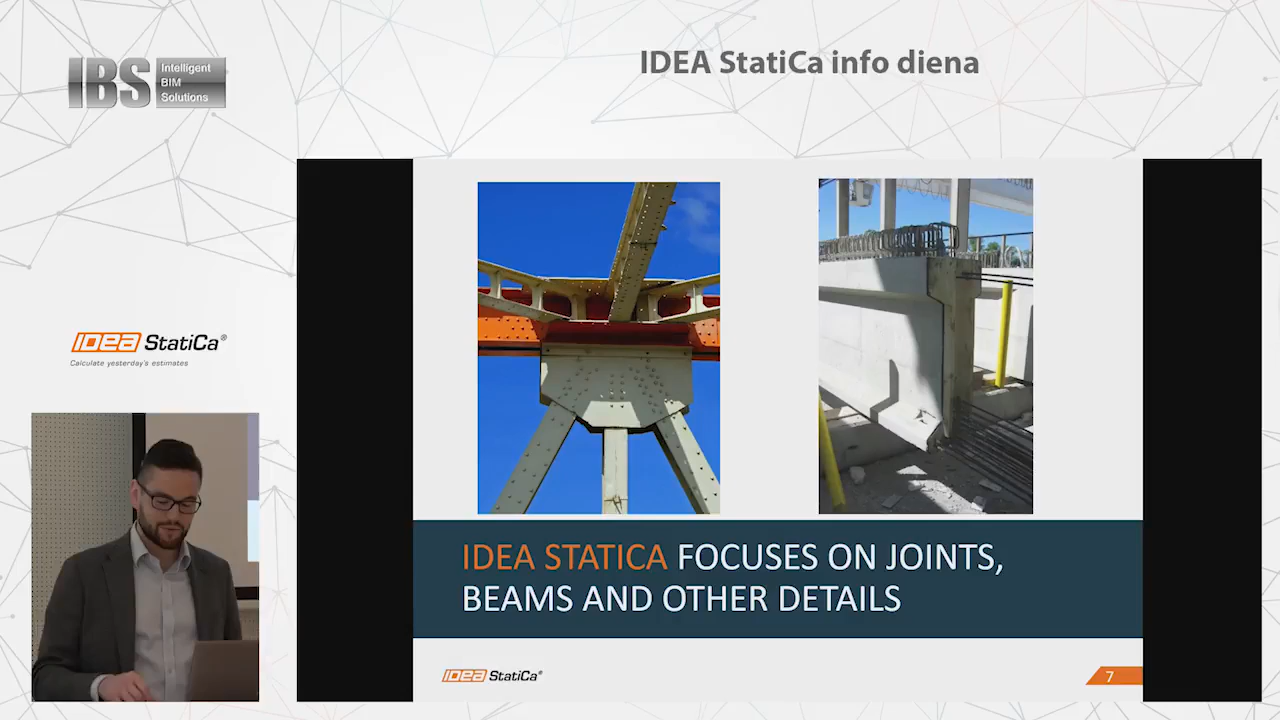 IBS
Intelligent
BIM
Solutions
IDEA StatiCa info diena
IDEA StatiCa®
Calculate yesterday's estimates
IDEA STATICA FOCUSES ON JOINTS,
BEAMS AND OTHER DETAILS
IDEA StatiCa®
7